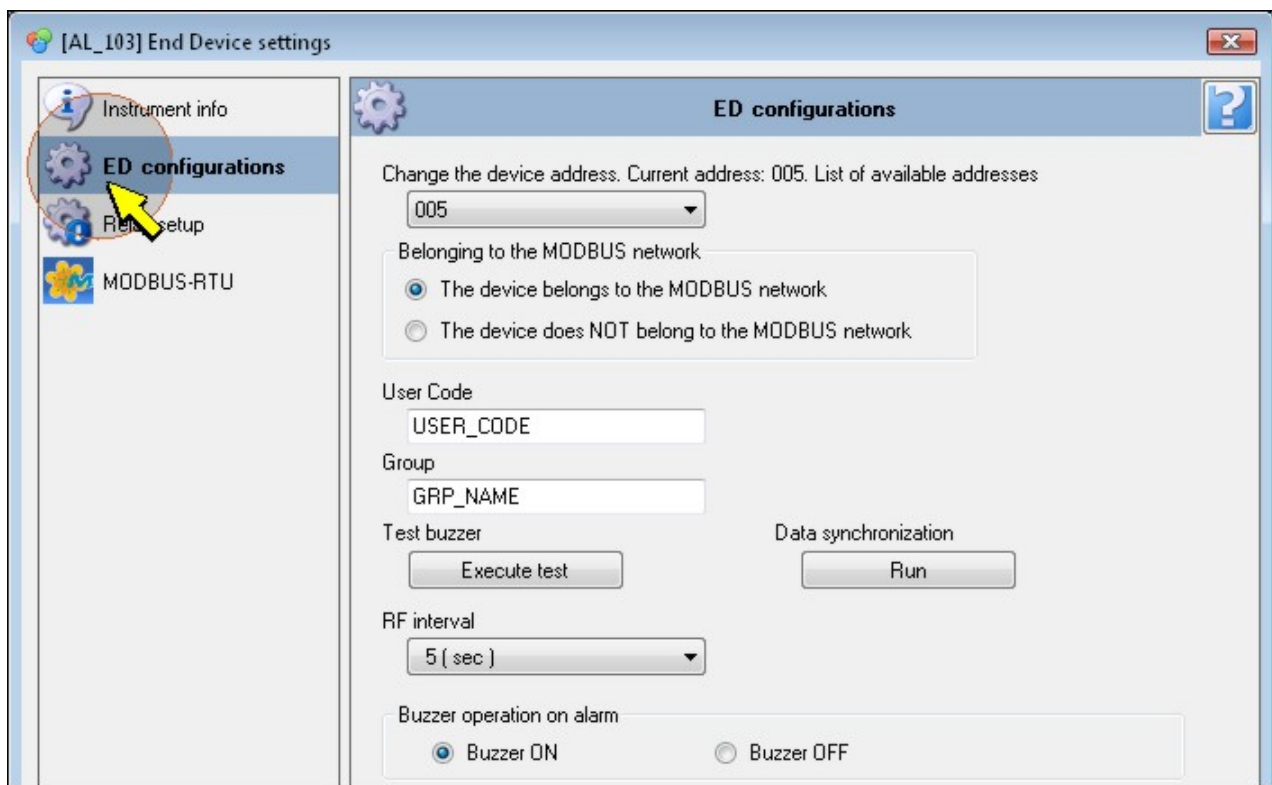 [AL_103] End Device settings
Instrument info
ED configurations
Relay setup
MODBUS-RTU
ED configurations
Change the device address. Current address: 005. List of available addresses
005
Belonging to the MODBUS network
The device belongs to the MODBUS network
The device does NOT belong to the MODBUS network
User Code
USER_CODE
Group
GRP_NAME
Test buzzer Data synchronization
Execute test Run
RF interval
5 ( sec )
Buzzer operation on alarm
Buzzer ON Buzzer OFF